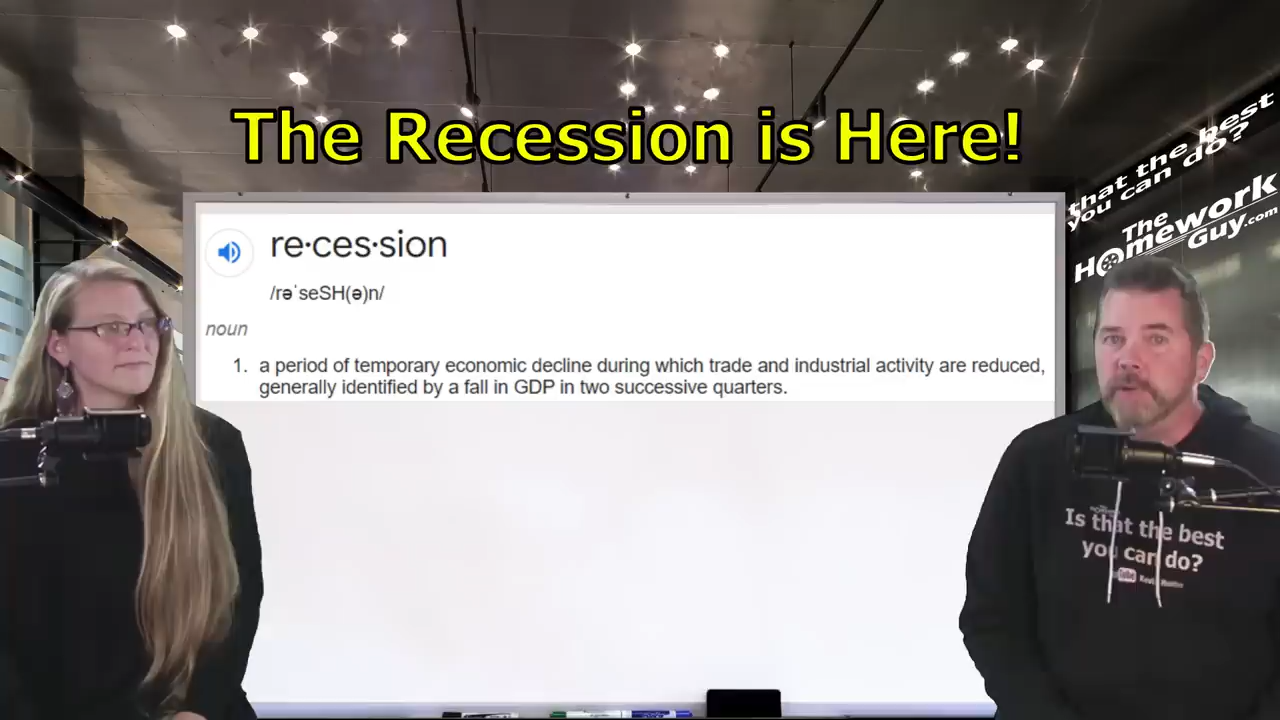 The Recession is Here!
that the best
you can do?
The
Homework
Guy.com
re·ces·sion
/rəˈseSH(ə)n/
noun
1. a period of temporary economic decline during which trade and industrial activity are reduced,
generally identified by a fall in GDP in two successive quarters.
Is that the best
you can do?